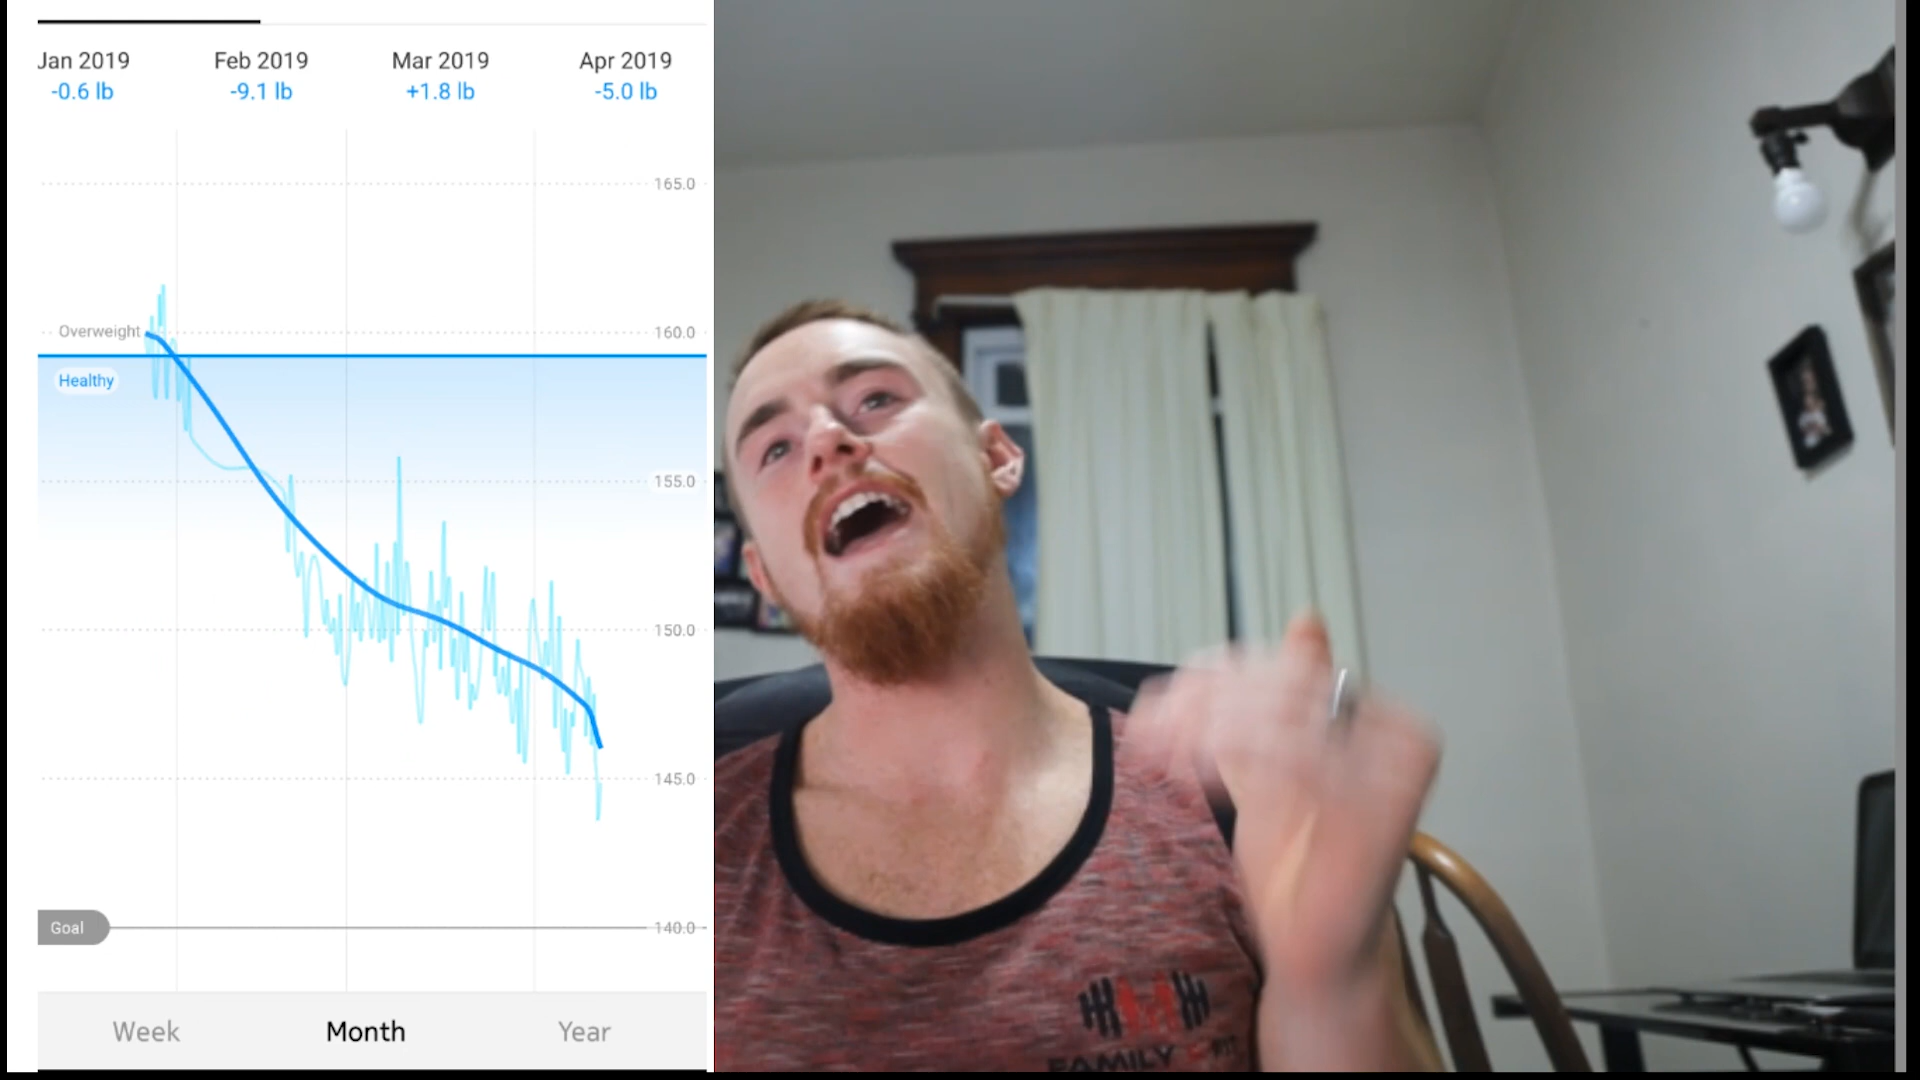 Jan 2019 Feb 2019 Mar 2019 Apr 2019
-0.6 lb -9.1 lb +1.8 lb -5.0 lb
165.0
Overweight 160.0
Healthy
155.0
150.0
145.0
Goal 140.0
Week Month Year
FAMILY